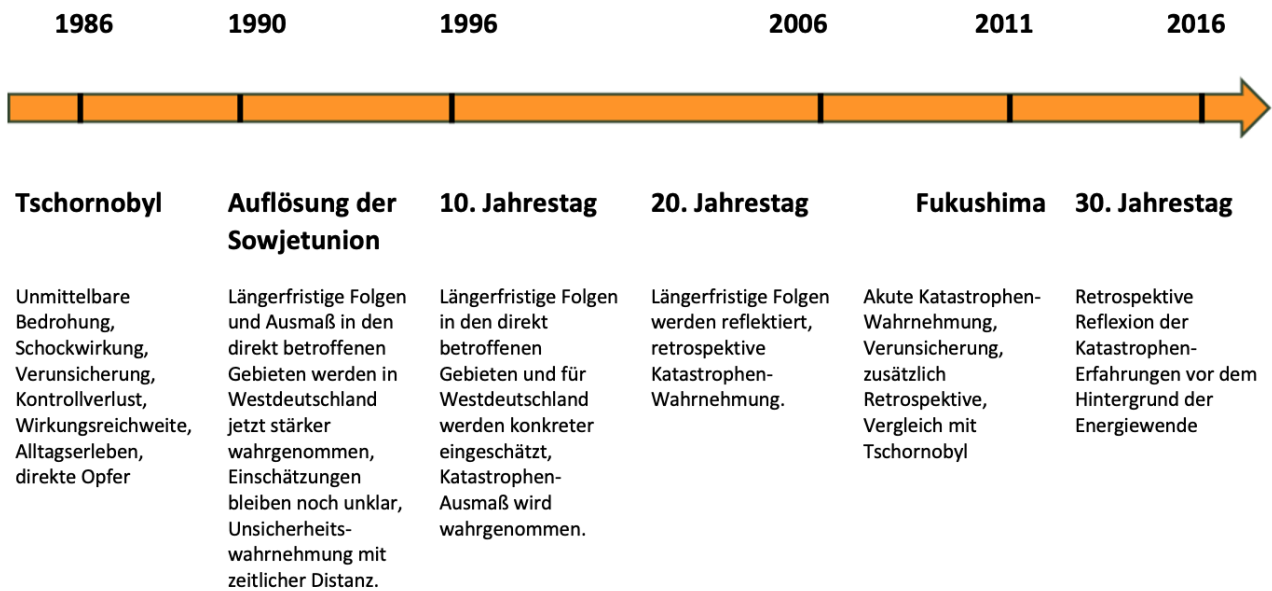 1986
1990
1996
2006
2011
2016
Tschornobyl
Unmittelbare
Bedrohung,
Schockwirkung,
Verunsicherung,
Kontrollverlust,
Wirkungsreichweite,
Alltagserleben,
direkte Opfer
Auflösung der
Sowjetunion
Längerfristige Folgen
und Ausmaß in den
direkt betroffenen
Gebieten werden in
Westdeutschland
jetzt stärker
wahrgenommen,
Einschätzungen
bleiben noch unklar,
Unsicherheits-
wahrnehmung mit
zeitlicher Distanz.
10. Jahrestag
Längerfristige Folgen
in den direkt
betroffenen
Gebieten und für
Westdeutschland
werden konkreter
eingeschätzt,
Katastrophen-
Ausmaß wird
wahrgenommen.
20. Jahrestag
Längerfristige Folgen
werden reflektiert,
retrospektive
Katastrophen-
Wahrnehmung.
Fukushima
Akute Katastrophen-
Wahrnehmung,
Verunsicherung,
zusätzlich
Retrospektive,
Vergleich mit
Tschornobyl
30. Jahrestag
Retrospektive
Reflexion der
Katastrophen-
Erfahrungen vor dem
Hintergrund der
Energiewende